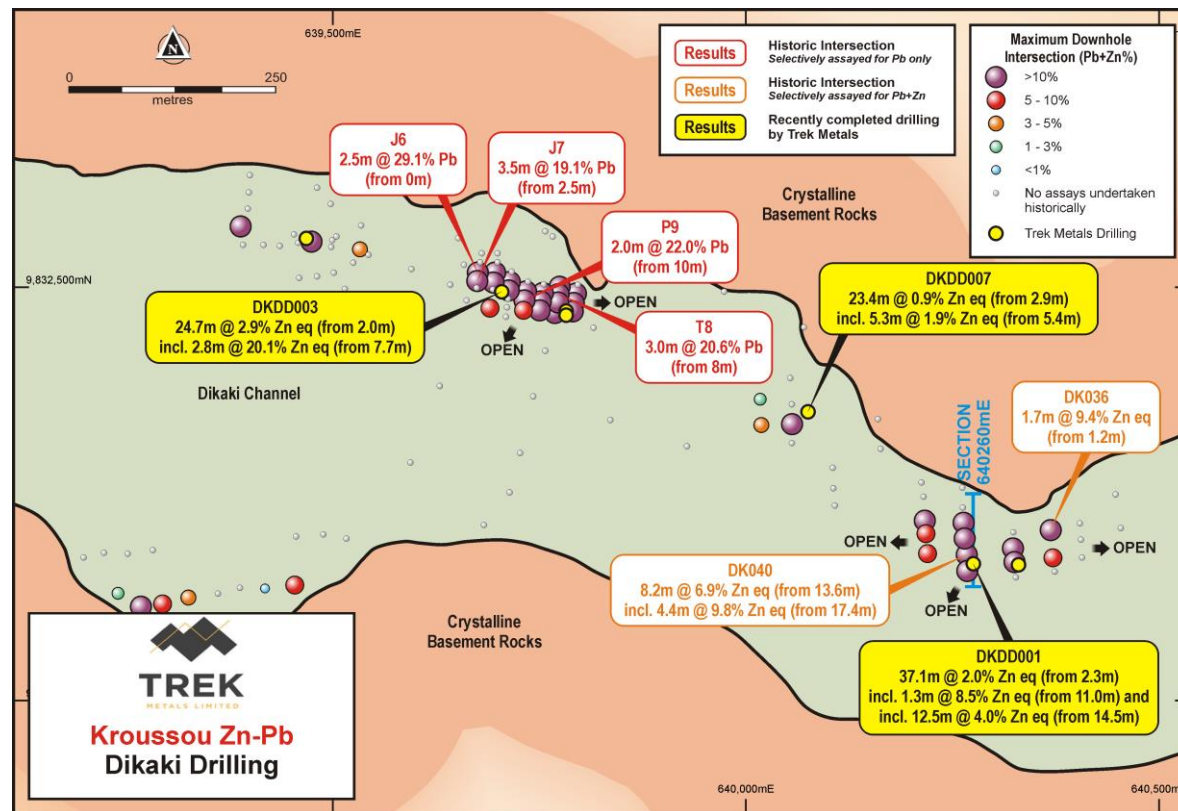 639,500mE
N
0
250
metres
Results
Historic Intersection
Selectively assayed for Pb only
Results
Historic Intersection
Selectively assayed for Pb+Zn
Results
Recently completed drilling
by Trek Metals
Maximum Downhole
Intersection (Pb+Zn%)
>10%
5 - 10%
3 - 5%
1 - 3%
<1%
No assays undertaken
historically
Trek Metals Drilling
J6
2.5m @ 29.1% Pb
(from 0m)
J7
3.5m @ 19.1% Pb
(from 2.5m)
Crystalline
Basement Rocks
P9
2.0m @ 22.0% Pb
(from 10m)
9,832,500mN
DKDD007
23.4m @ 0.9% Zn eq (from 2.9m)
incl. 5.3m @ 1.9% Zn eq (from 5.4m)
OPEN
DKDD003
24.7m @ 2.9% Zn eq (from 2.0m)
incl. 2.8m @ 20.1% Zn eq (from 7.7m)
OPEN
T8
3.0m @ 20.6% Pb
(from 8m)
Dikaki Channel
DK036
1.7m @ 9.4% Zn eq
(from 1.2m)
SECTION
640260mE
OPEN
OPEN
DK040
8.2m @ 6.9% Zn eq (from 13.6m)
incl. 4.4m @ 9.8% Zn eq (from 17.4m)
OPEN
Crystalline
Basement Rocks
DKDD001
37.1m @ 2.0% Zn eq (from 2.3m)
incl. 1.3m @ 8.5% Zn eq (from 11.0m) and
incl. 12.5m @ 4.0% Zn eq (from 14.5m)
TREK
METALS LIMITED
Kroussou Zn-Pb
Dikaki Drilling
640,000mE
640,500mE